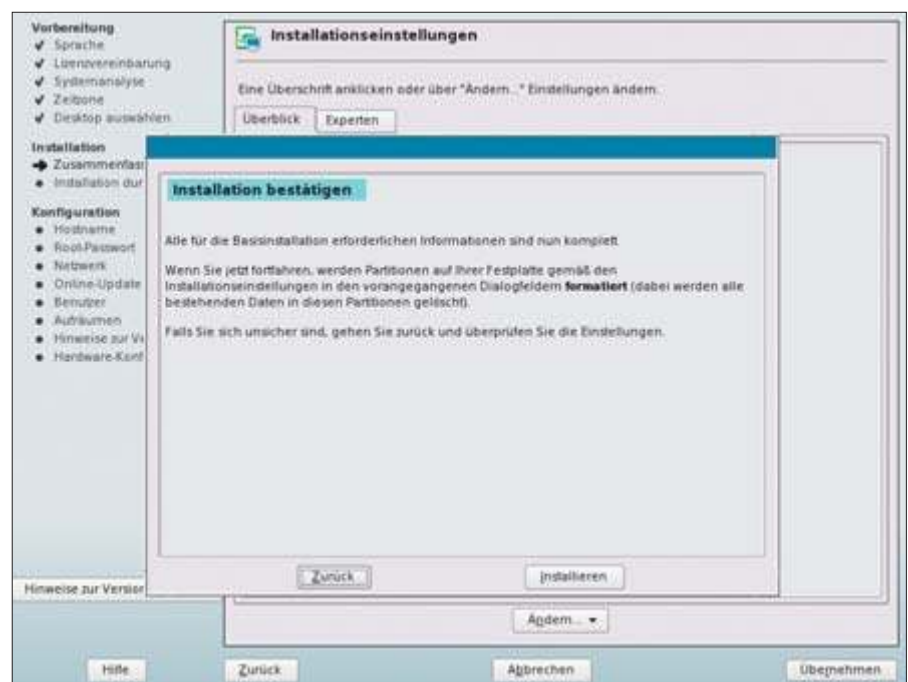 Vorbereitung
Sprache
Lizenzvereinbarung
Systemanalyse
Zeitzone
Desktop auswählen
Installation
Zusammenfass
Installation dur
Konfiguration
Hostname
Root-Passwort
Netzwerk
Online-Update
Benutzer
Aufräumen
Hinweise zur Ve
Hardware-Konf
Hinweise zur Version
Installationseinstellungen
Eine Überschrift anklicken oder über "Ändern..." Einstellungen ändern.
Überblick
Experten
Installation bestätigen
Alle für die Basisinstallation erforderlichen Informationen sind nun komplett.
Wenn Sie jetzt fortfahren, werden Partitionen auf Ihrer Festplatte gemäß den
Installationseinstellungen in den vorangegangenen Dialogfeldern formatiert (dabei werden alle
bestehenden Daten in diesen Partitionen gelöscht).
Falls Sie sich unsicher sind, gehen Sie zurück und überprüfen Sie die Einstellungen.
Zurück
Installieren
Ändern...
Hilfe
Zurück
Abbrechen
Übernehmen